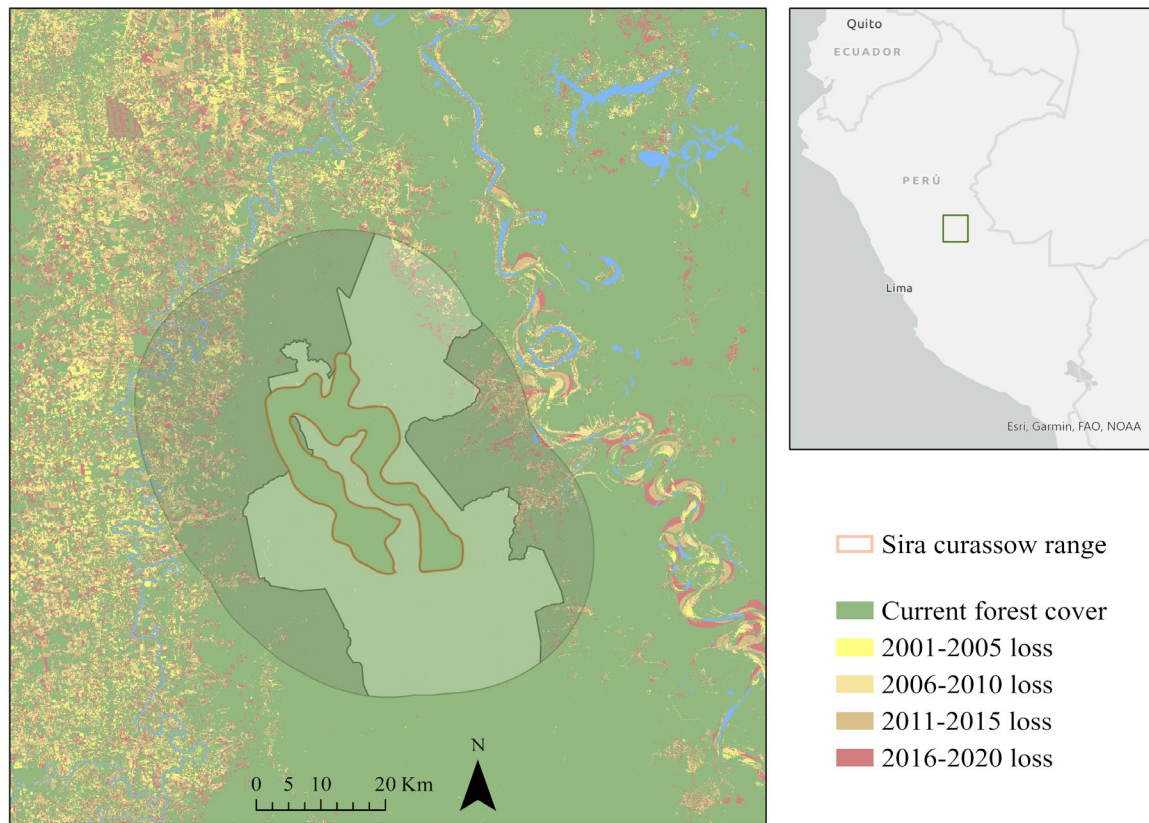 Quito
ECUADOR
PERÚ
Lima
Esri, Garmin, FAO, NOAA
Sira curassow range
Current forest cover
2001-2005 loss
2006-2010 loss
2011-2015 loss
2016-2020 loss
N
0 5 10 20 Km